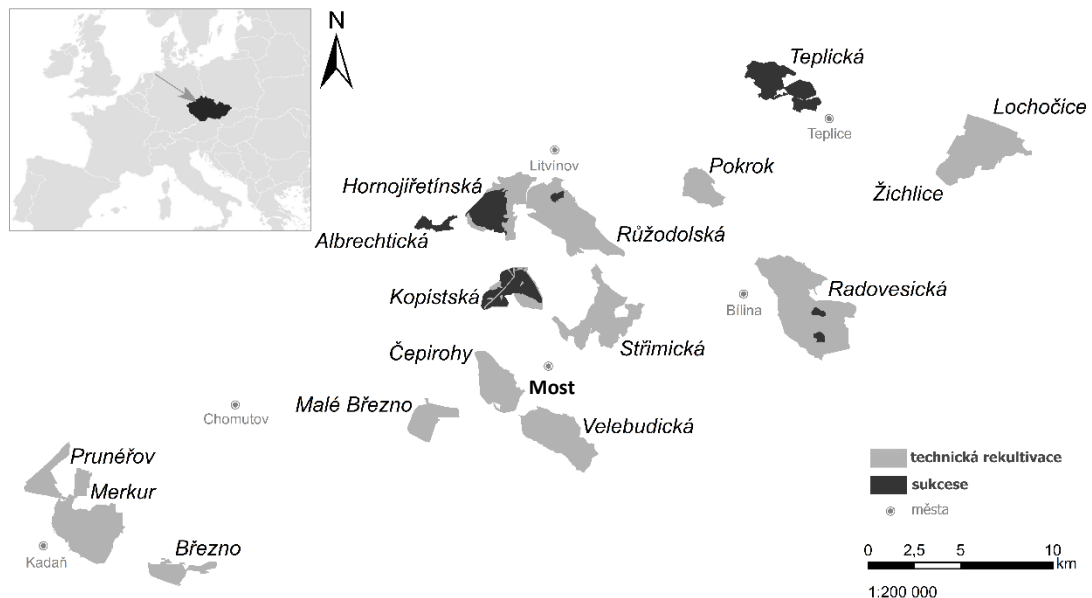 N
Teplická
Teplice
Lochočice
Litvínov
Pokrok
Hornojiřetínská
Žichlice
Albrechtická
Růžodolská
Kopistská
Radovesická
Bílina
Střimická
Čepirohy
Most
Malé Březno
Chomutov
Velebudická
Prunéřov
Merkur
technická rekultivace
sukcese
města
Kadaň
Březno
0 2,5 5 10
km
1:200 000